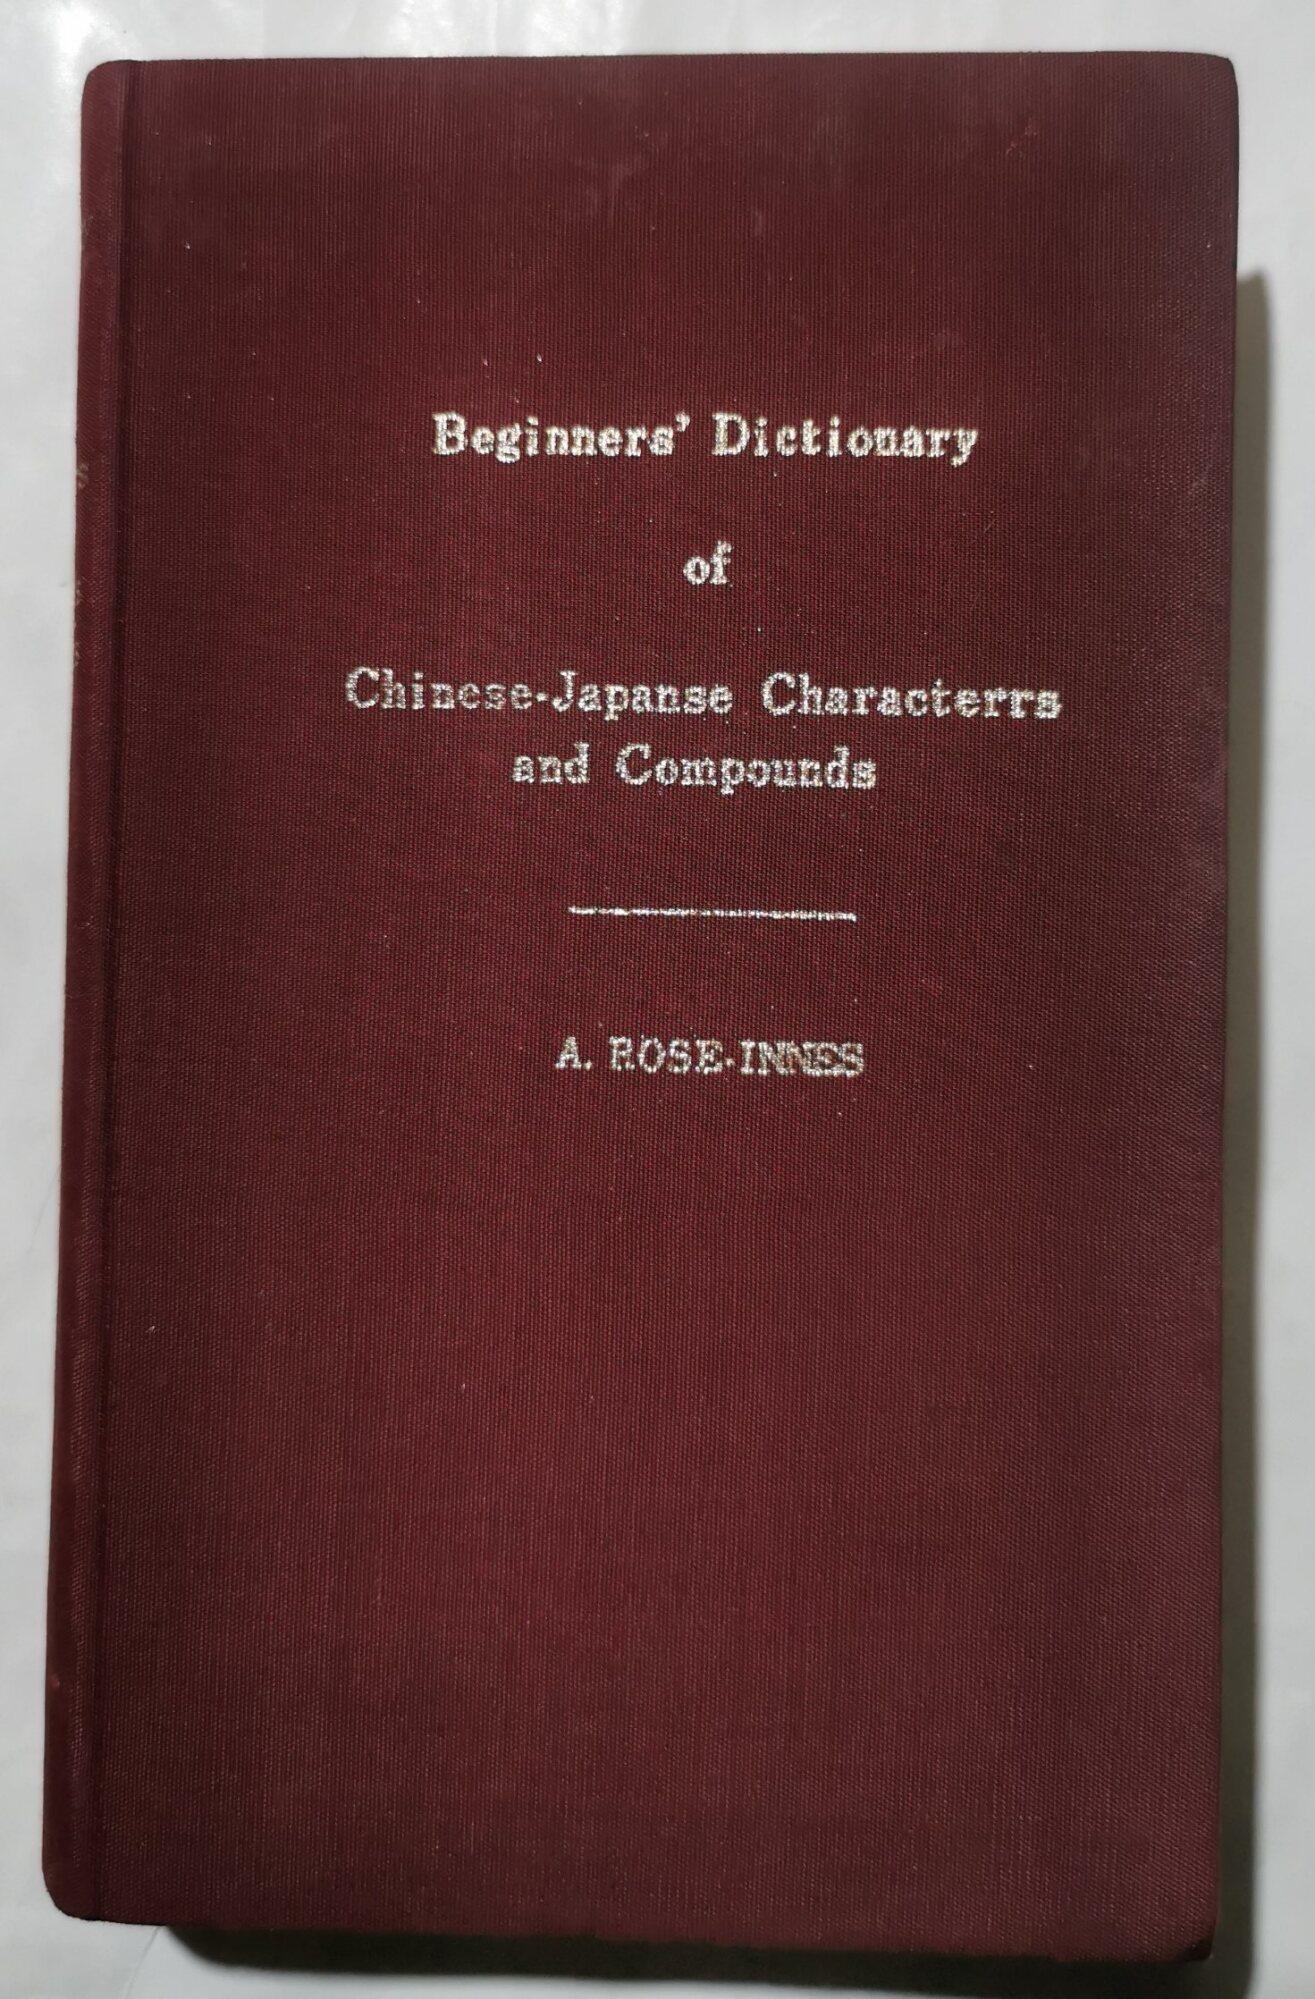 Beginners' Dictionary
of
Chinese-Japanse Characterrs
and Compounds
A. ROSE-INNES